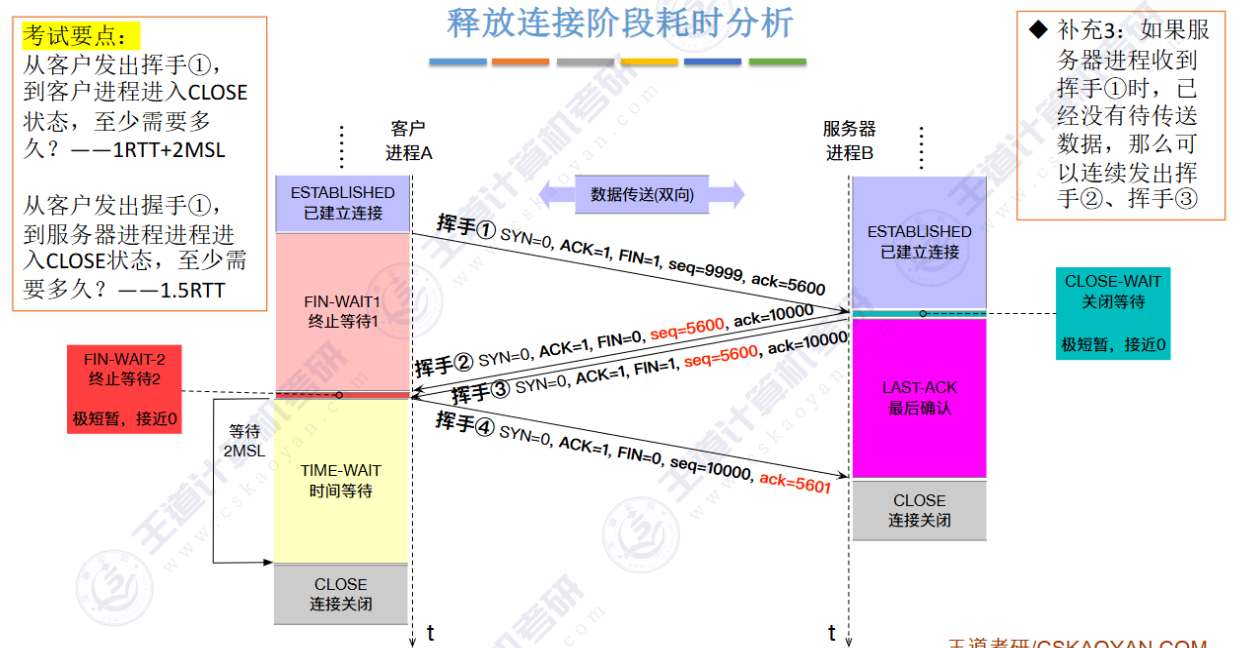 释放连接阶段耗时分析
考试要点：
从客户发出挥手①，
到客户进程进入CLOSE
状态，至少需要多
久？——1RTT+2MSL
从客户发出握手①，
到服务器进程进程进
入CLOSE状态，至少需
要多久？——1.5RTT
◆ 补充3：如果服
务器进程收到
挥手①时，已
经没有待传送
数据，那么可
以连续发出挥
手②、挥手③
客户
进程A
服务器
进程B
ESTABLISHED
已建立连接
数据传送(双向)
ESTABLISHED
已建立连接
挥手① SYN=0, ACK=1, FIN=1, seq=9999, ack=5600
FIN-WAIT1
终止等待1
CLOSE-WAIT
关闭等待
极短暂，接近0
挥手② SYN=0, ACK=1, FIN=0, seq=5600, ack=10000
挥手③ SYN=0, ACK=1, FIN=1, seq=5600, ack=10000
FIN-WAIT-2
终止等待2
极短暂，接近0
LAST-ACK
最后确认
挥手④ SYN=0, ACK=1, FIN=0, seq=10000, ack=5601
等待
2MSL
TIME-WAIT
时间等待
CLOSE
连接关闭
CLOSE
连接关闭
t
t
王道考研/CSKAOYAN.COM
王道计算机考研
www.cskaoyan.com